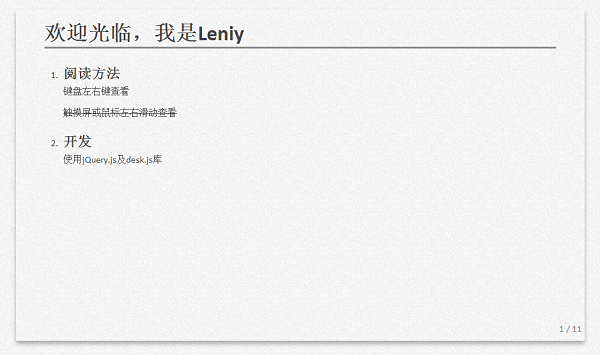 欢迎光临，我是Leniy
1. 阅读方法
键盘左右键查看
触摸屏或鼠标左右滑动查看
2. 开发
使用jQuery.js及desk.js库
1 / 11